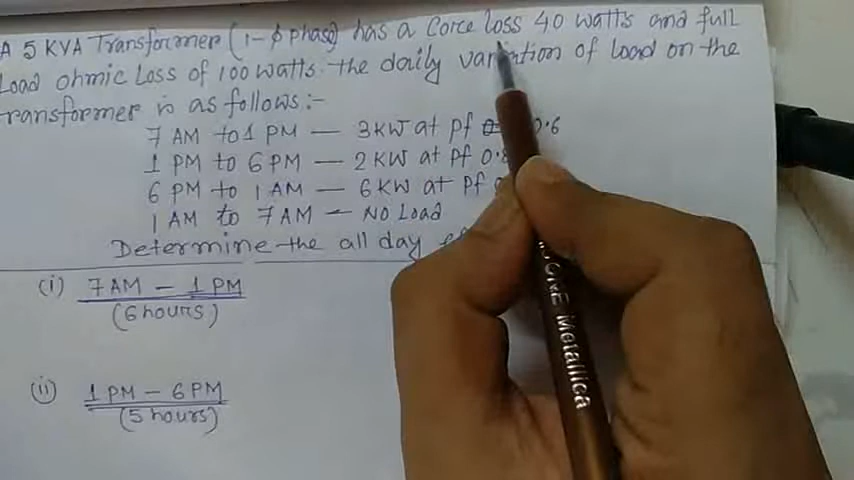 A 5 KVA Transformer (1-ϕ phase) has a Core loss 40 watts and full
Load ohmic Loss of 100 watts. the daily variation of load on the
transformer is as follows:-
7 AM to 1 PM — 3 KW at pf 0.6
1 PM to 6 PM — 2 KW at pf 0.8
6 PM to 1 AM — 6 KW at pf
1 AM to 7 AM — No Load
Determine the all day
(i) 7 AM - 1 PM
(6 hours)
(ii) 1 PM - 6 PM
(5 hours)
Metallica